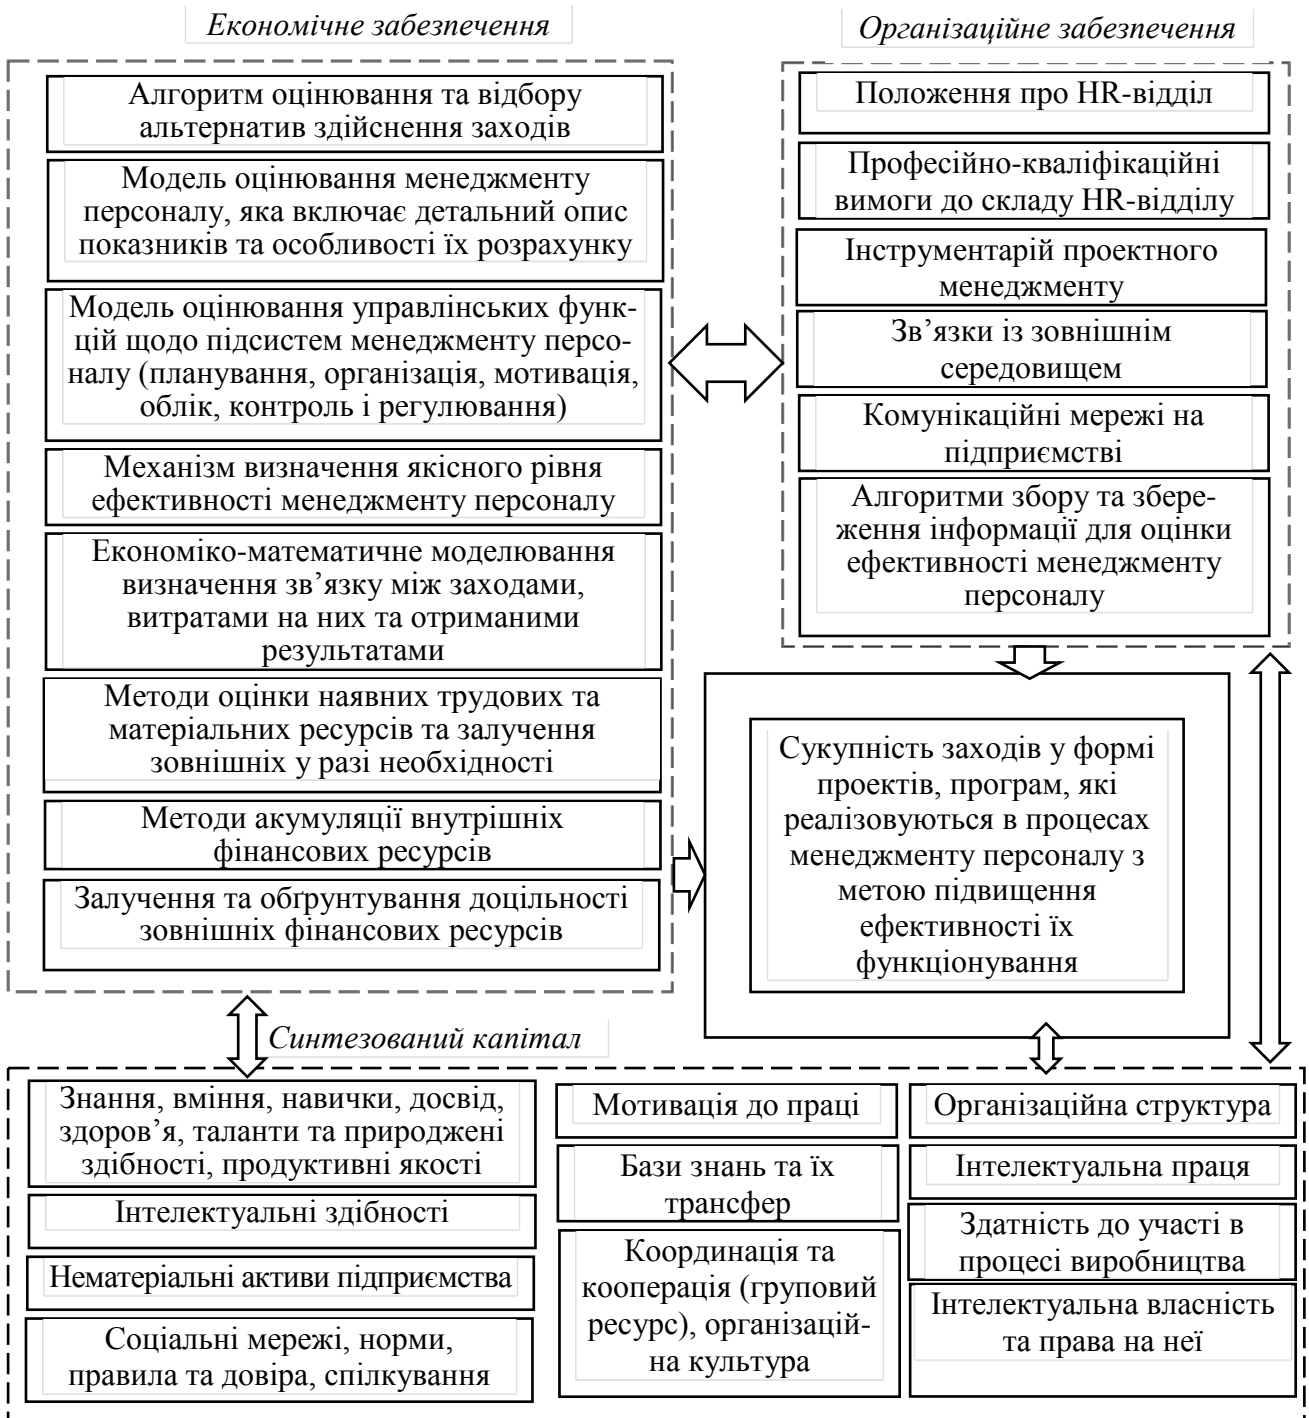 Економічне забезпечення
Алгоритм оцінювання та відбору
альтернатив здійснення заходів
Модель оцінювання менеджменту
персоналу, яка включає детальний опис
показників та особливості їх розрахунку
Модель оцінювання управлінських функ-
цій щодо підсистем менеджменту персо-
налу (планування, організація, мотивація,
облік, контроль і регулювання)
Механізм визначення якісного рівня
ефективності менеджменту персоналу
Економіко-математичне моделювання
визначення зв’язку між заходами,
витратами на них та отриманими
результатами
Методи оцінки наявних трудових та
матеріальних ресурсів та залучення
зовнішніх у разі необхідності
Методи акумуляції внутрішніх
фінансових ресурсів
Залучення та обґрунтування доцільності
зовнішніх фінансових ресурсів
Організаційне забезпечення
Положення про HR-відділ
Професійно-кваліфікаційні
вимоги до складу HR-відділу
Інструментарій проектного
менеджменту
Зв’язки із зовнішнім
середовищем
Комунікаційні мережі на
підприємстві
Алгоритми збору та збере-
ження інформації для оцінки
ефективності менеджменту
персоналу
Сукупність заходів у формі
проектів, програм, які
реалізовуються в процесах
менеджменту персоналу з
метою підвищення
ефективності їх
функціонування
Синтезований капітал
Знання, вміння, навички, досвід,
здоров’я, таланти та природжені
здібності, продуктивні якості
Інтелектуальні здібності
Нематеріальні активи підприємства
Соціальні мережі, норми,
правила та довіра, спілкування
Мотивація до праці
Бази знань та їх
трансфер
Координація та
кооперація (груповий
ресурс), організацій-
на культура
Організаційна структура
Інтелектуальна праця
Здатність до участі в
процесі виробництва
Інтелектуальна власність
та права на неї